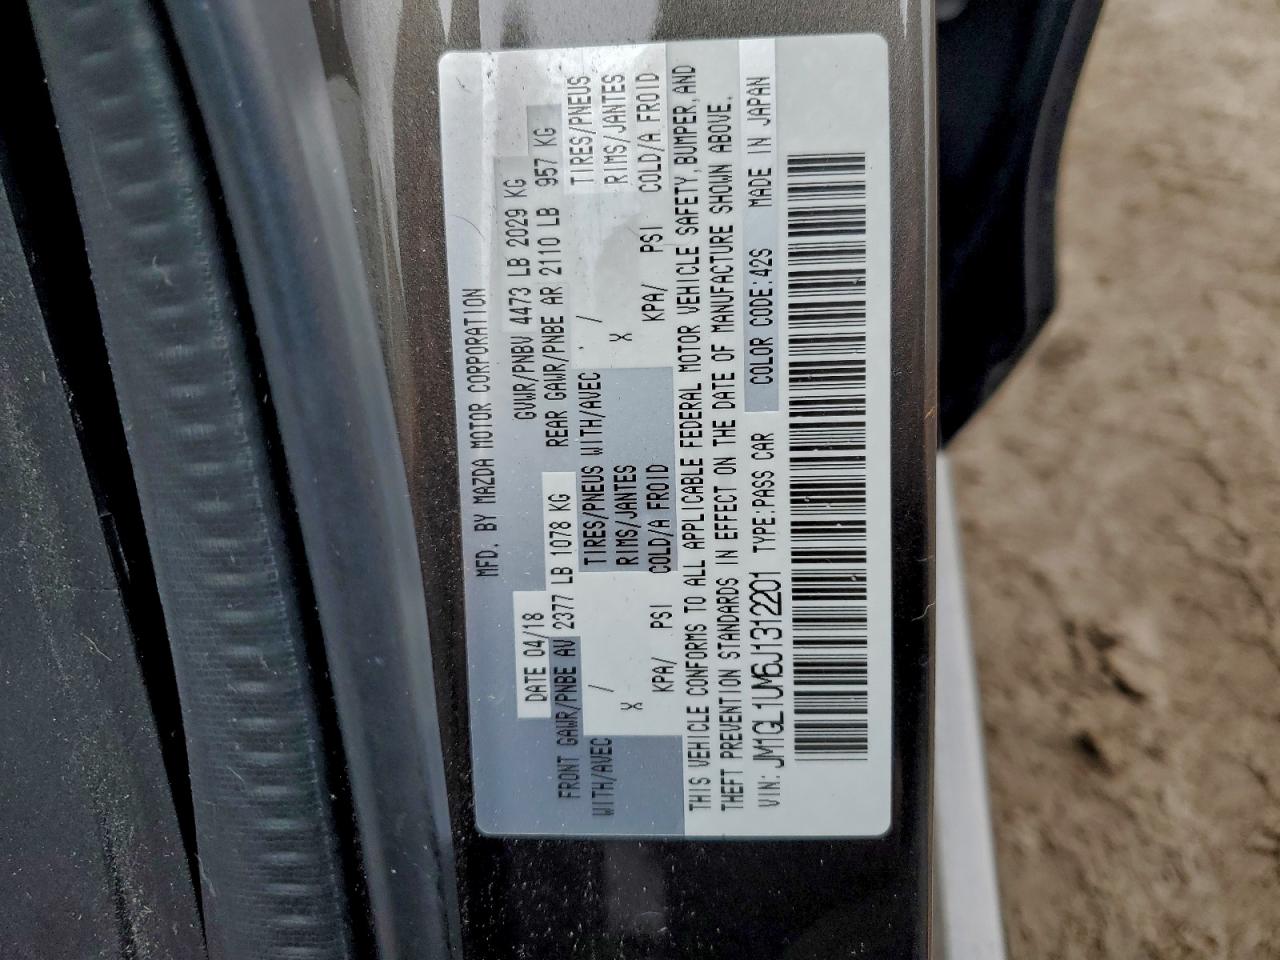 MFD. BY MAZDA MOTOR CORPORATION
DATE 04/18 GVWR/PNBV 4473 LB 2029 KG
FRONT GAWR/PNBE AV 2377 LB 1078 KG REAR GAWR/PNBE AR 2110 LB 957 KG
WITH/AVEC / TIRES/PNEUS WITH/AVEC / TIRES/PNEUS
X RIMS/JANTES X RIMS/JANTES
KPA/ PSI COLD/A FROID KPA/ PSI COLD/A FROID
THIS VEHICLE CONFORMS TO ALL APPLICABLE FEDERAL MOTOR VEHICLE SAFETY, BUMPER, AND
THEFT PREVENTION STANDARDS IN EFFECT ON THE DATE OF MANUFACTURE SHOWN ABOVE.
VIN: JM1GL1UM6J1312201 TYPE:PASS CAR COLOR CODE:42S MADE IN JAPAN